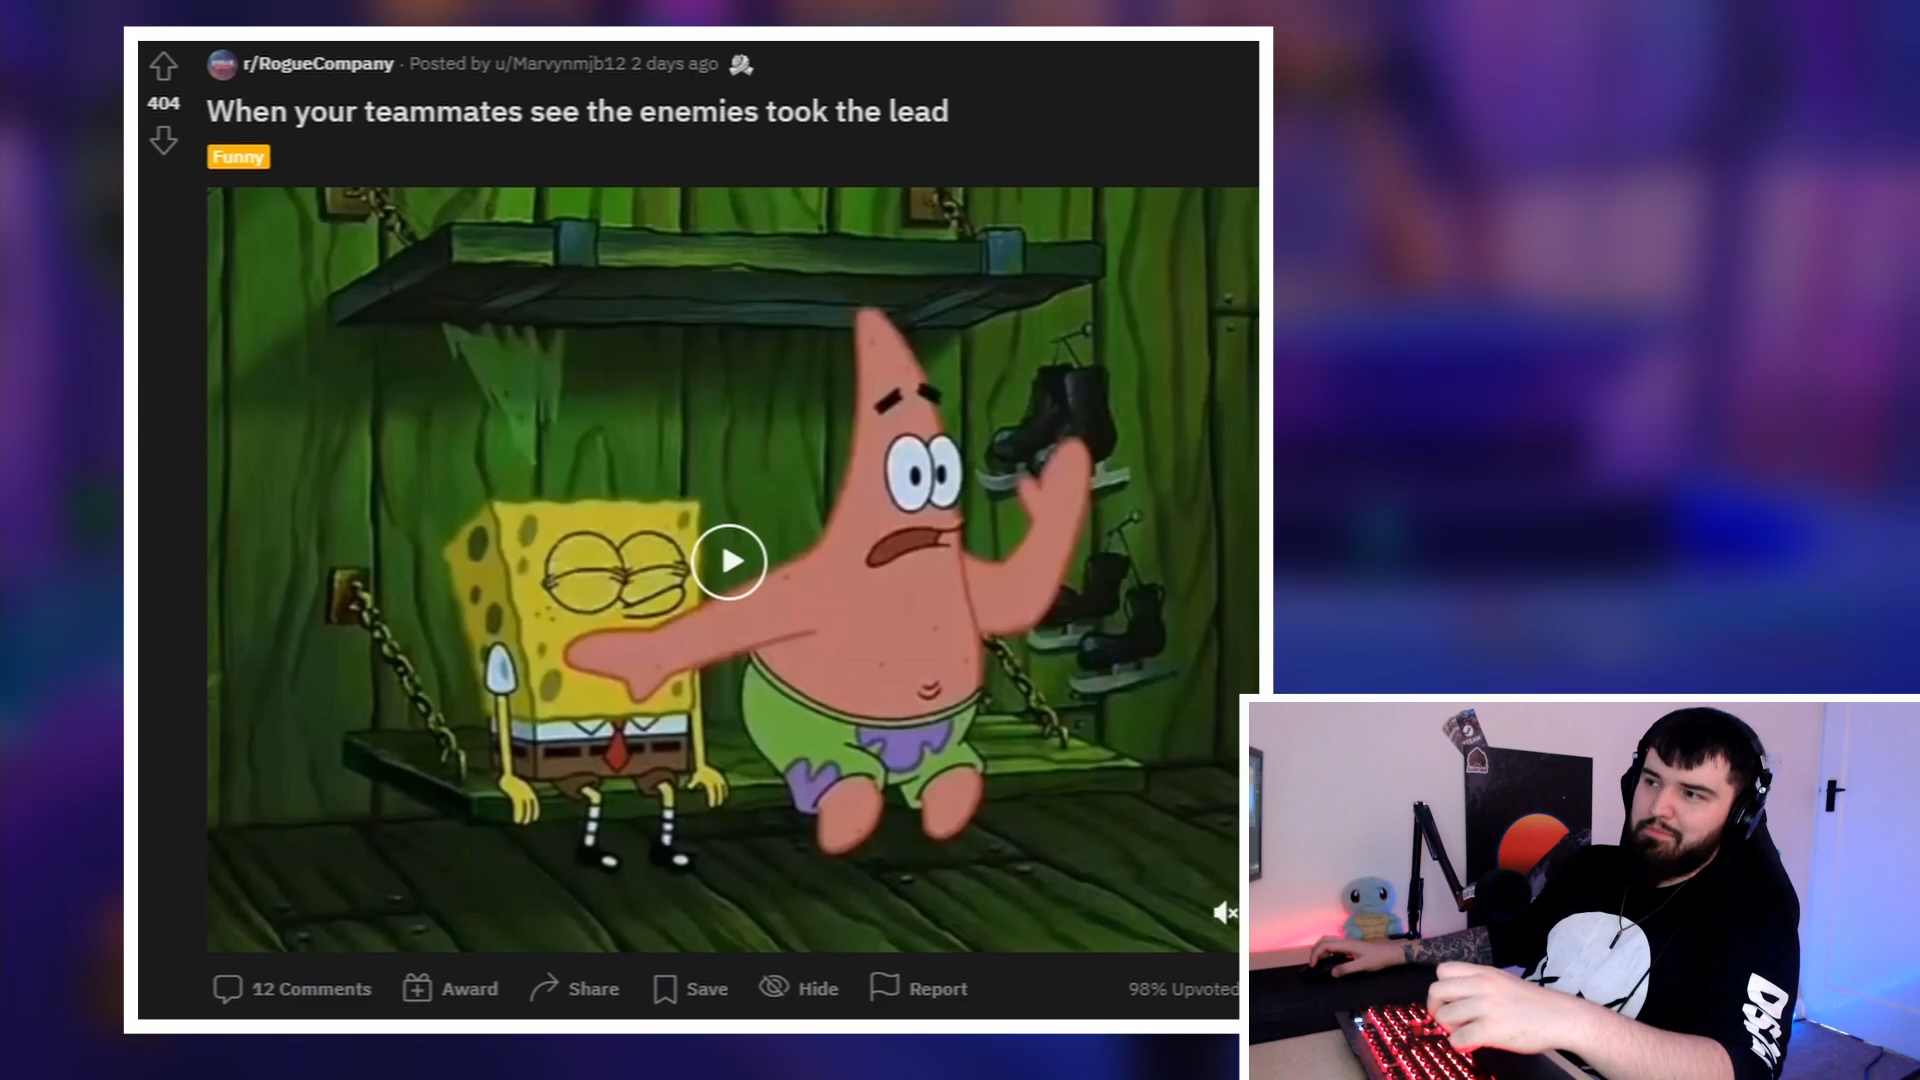 r/RogueCompany · Posted by u/Marvynmjb12 2 days ago
404
When your teammates see the enemies took the lead
Funny
12 Comments
Award
Share
Save
Hide
Report
98% Upvoted